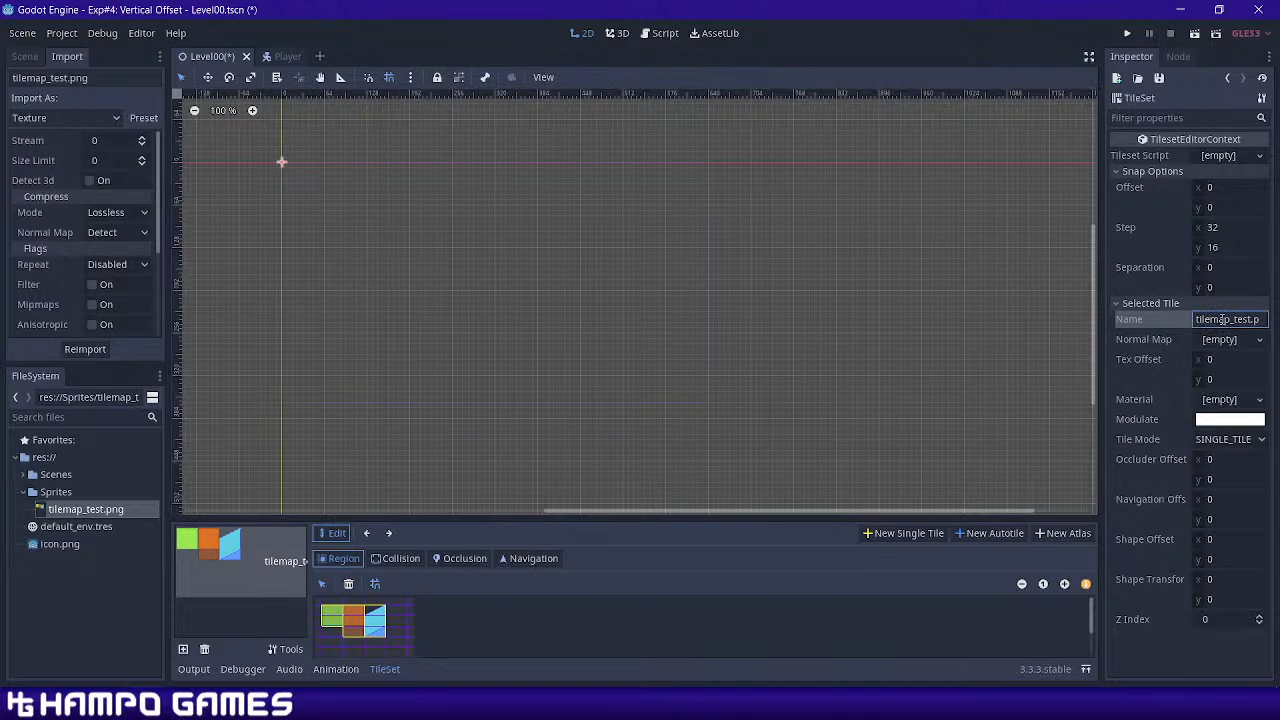 Godot Engine - Exp#4: Vertical Offset - Level00.tscn (*)
Scene Project Debug Editor Help
2D 3D Script AssetLib
GLES3
Scene Import
Level00(*) Player
Inspector Node
tilemap_test.png
View
Import As:
TileSet
100 %
Texture Preset
Filter properties
Stream 0
TilesetEditorContext
Size Limit 0
Tileset Script [empty]
Snap Options
Detect 3d On
Offset x 0
Compress
y 0
Mode Lossless
Step x 32
Normal Map Detect
y 16
Flags
Separation x 0
Repeat Disabled
y 0
Filter On
Selected Tile
Mipmaps On
Name tilemap_test.p
Anisotropic On
Normal Map [empty]
Reimport
Tex Offset x 0
FileSystem
y 0
res://Sprites/tilemap_t
Material [empty]
Search files
Modulate
Favorites:
Tile Mode SINGLE_TILE
res://
Occluder Offset x 0
Scenes
y 0
Sprites
Navigation Offs x 0
tilemap_test.png
y 0
default_env.tres
Icon.png
Shape Offset x 0
y 0
Shape Transfor x 0
y 0
Z Index 0
Edit
New Single Tile New Autotile New Atlas
tilemap_t
Region Collision Occlusion Navigation
Tools
Output Debugger Audio Animation TileSet
3.3.3.stable
HAMPO GAMES